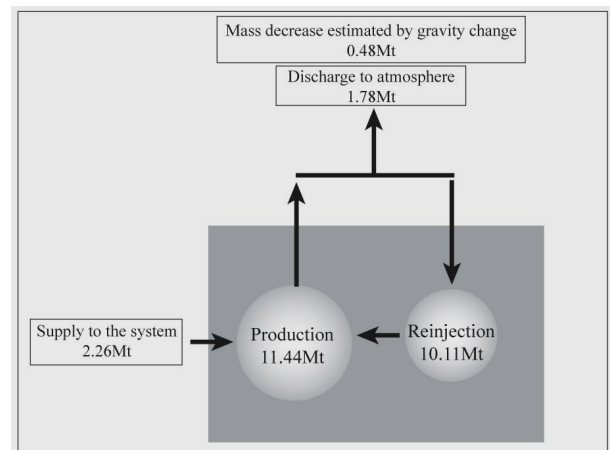 Mass decrease estimated by gravity change
0.48Mt
Discharge to atmosphere
1.78Mt
Supply to the system
2.26Mt
Production
11.44Mt
Reinjection
10.11Mt